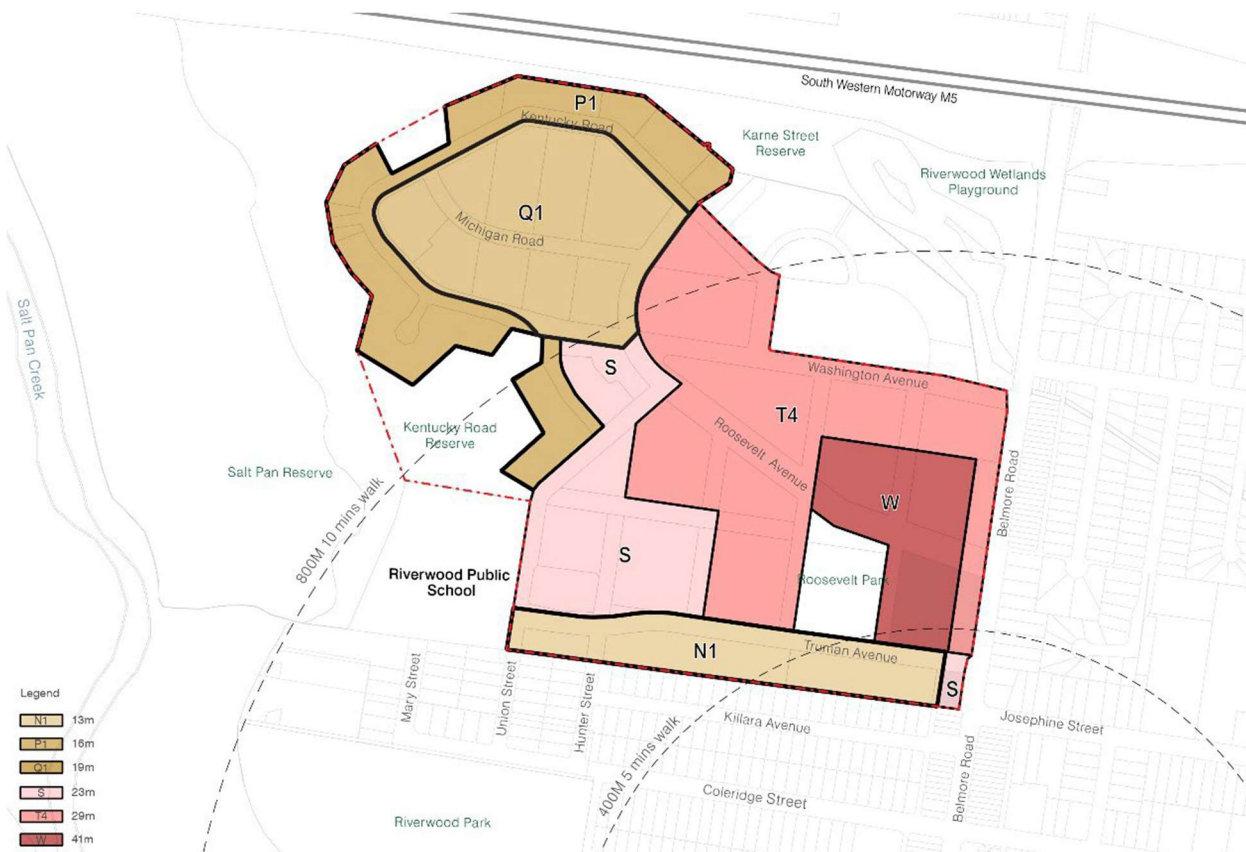 South Western Motorway M5
P1
Kentucky Road
Karne Street
Reserve
Riverwood Wetlands
Playground
Q1
Michigan Road
Salt Pan Creek
S
Washington Avenue
T4
Kentucky Road
Reserve
Roosevelt Avenue
Salt Pan Reserve
W
Belmore Road
800M 10 mins walk
S
Riverwood Public
School
Roosevelt Park
N1
Truman Avenue
S
Mary Street
Union Street
Hunter Street
Killara Avenue
Josephine Street
400M 5 mins walk
Belmore Road
Coleridge Street
Riverwood Park
Legend
N1 13m
P1 16m
Q1 19m
S 23m
T4 29m
W 41m